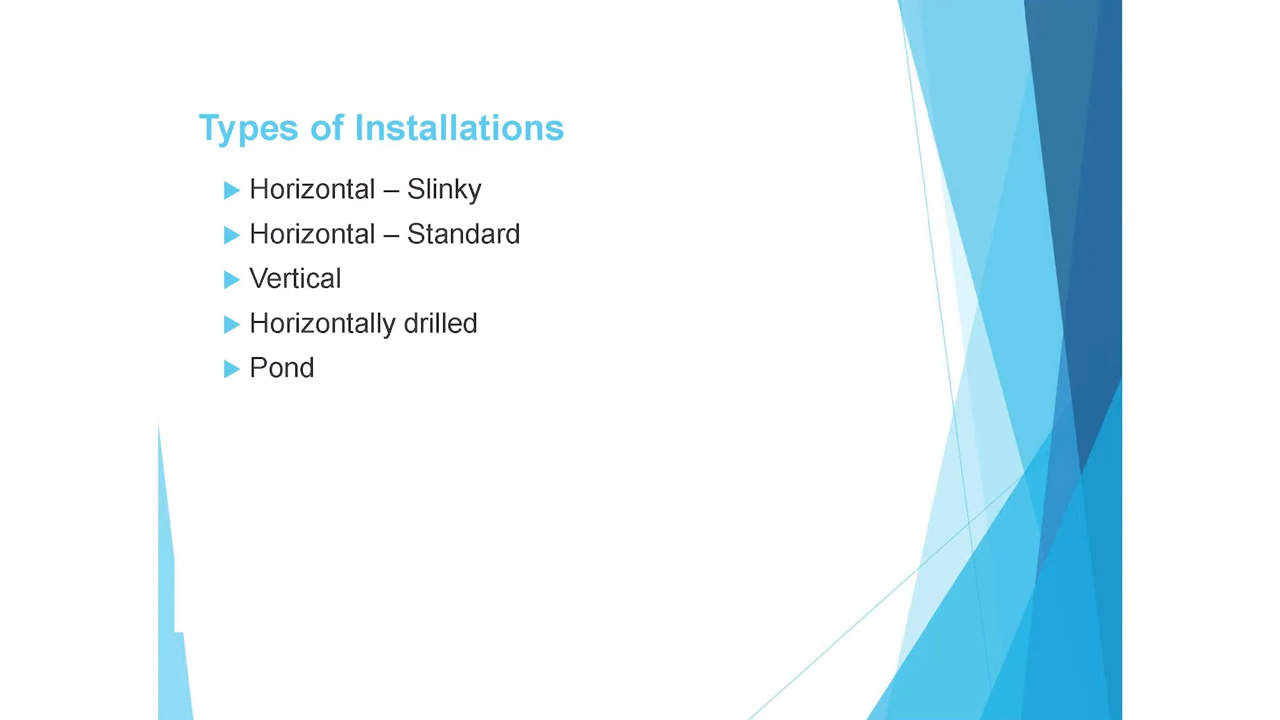 Types of Installations
Horizontal – Slinky
Horizontal – Standard
Vertical
Horizontally drilled
Pond